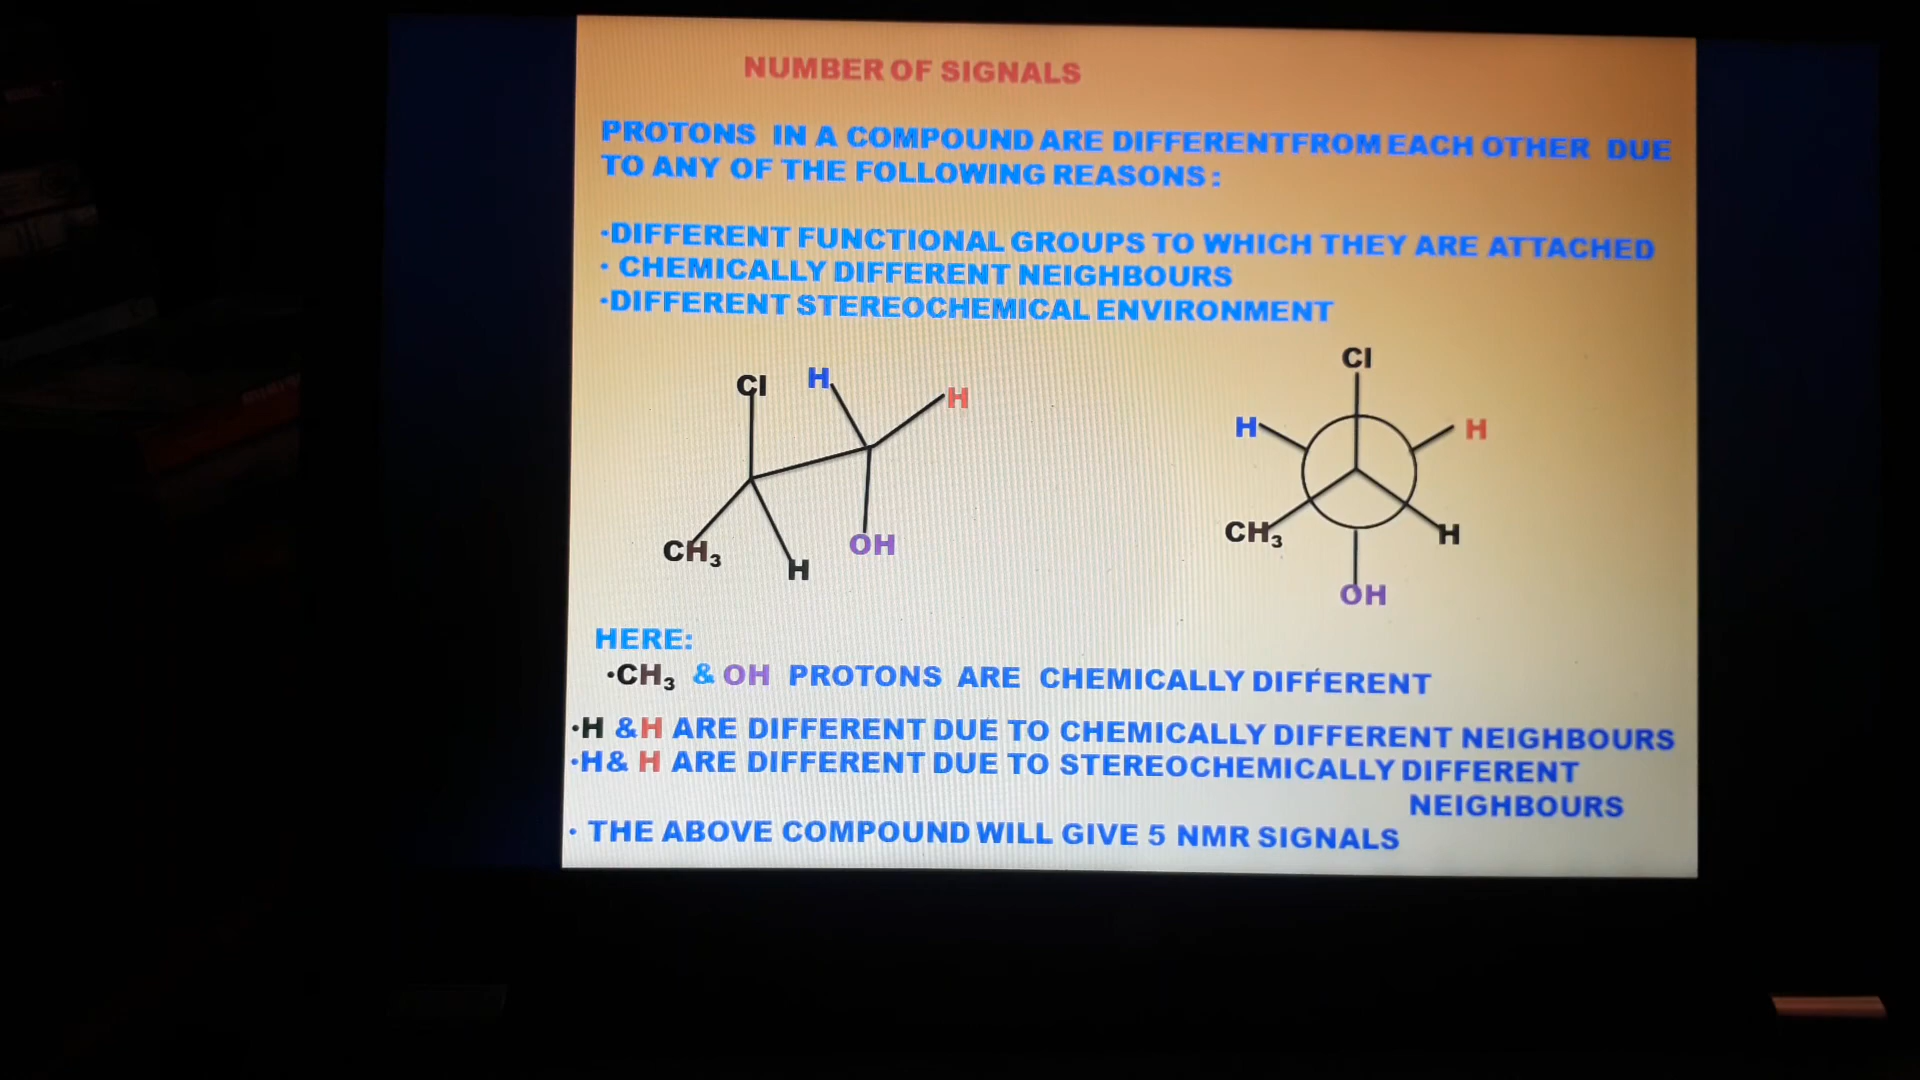 NUMBER OF SIGNALS
PROTONS IN A COMPOUND ARE DIFFERENTFROM EACH OTHER DUE
TO ANY OF THE FOLLOWING REASONS :
•DIFFERENT FUNCTIONAL GROUPS TO WHICH THEY ARE ATTACHED
• CHEMICALLY DIFFERENT NEIGHBOURS
•DIFFERENT STEREOCHEMICAL ENVIRONMENT
Cl H H
CH3 H OH
Cl
H H
CH3 H
OH
HERE:
•CH3 & OH PROTONS ARE CHEMICALLY DIFFERENT
•H &H ARE DIFFERENT DUE TO CHEMICALLY DIFFERENT NEIGHBOURS
•H& H ARE DIFFERENT DUE TO STEREOCHEMICALLY DIFFERENT
NEIGHBOURS
• THE ABOVE COMPOUND WILL GIVE 5 NMR SIGNALS